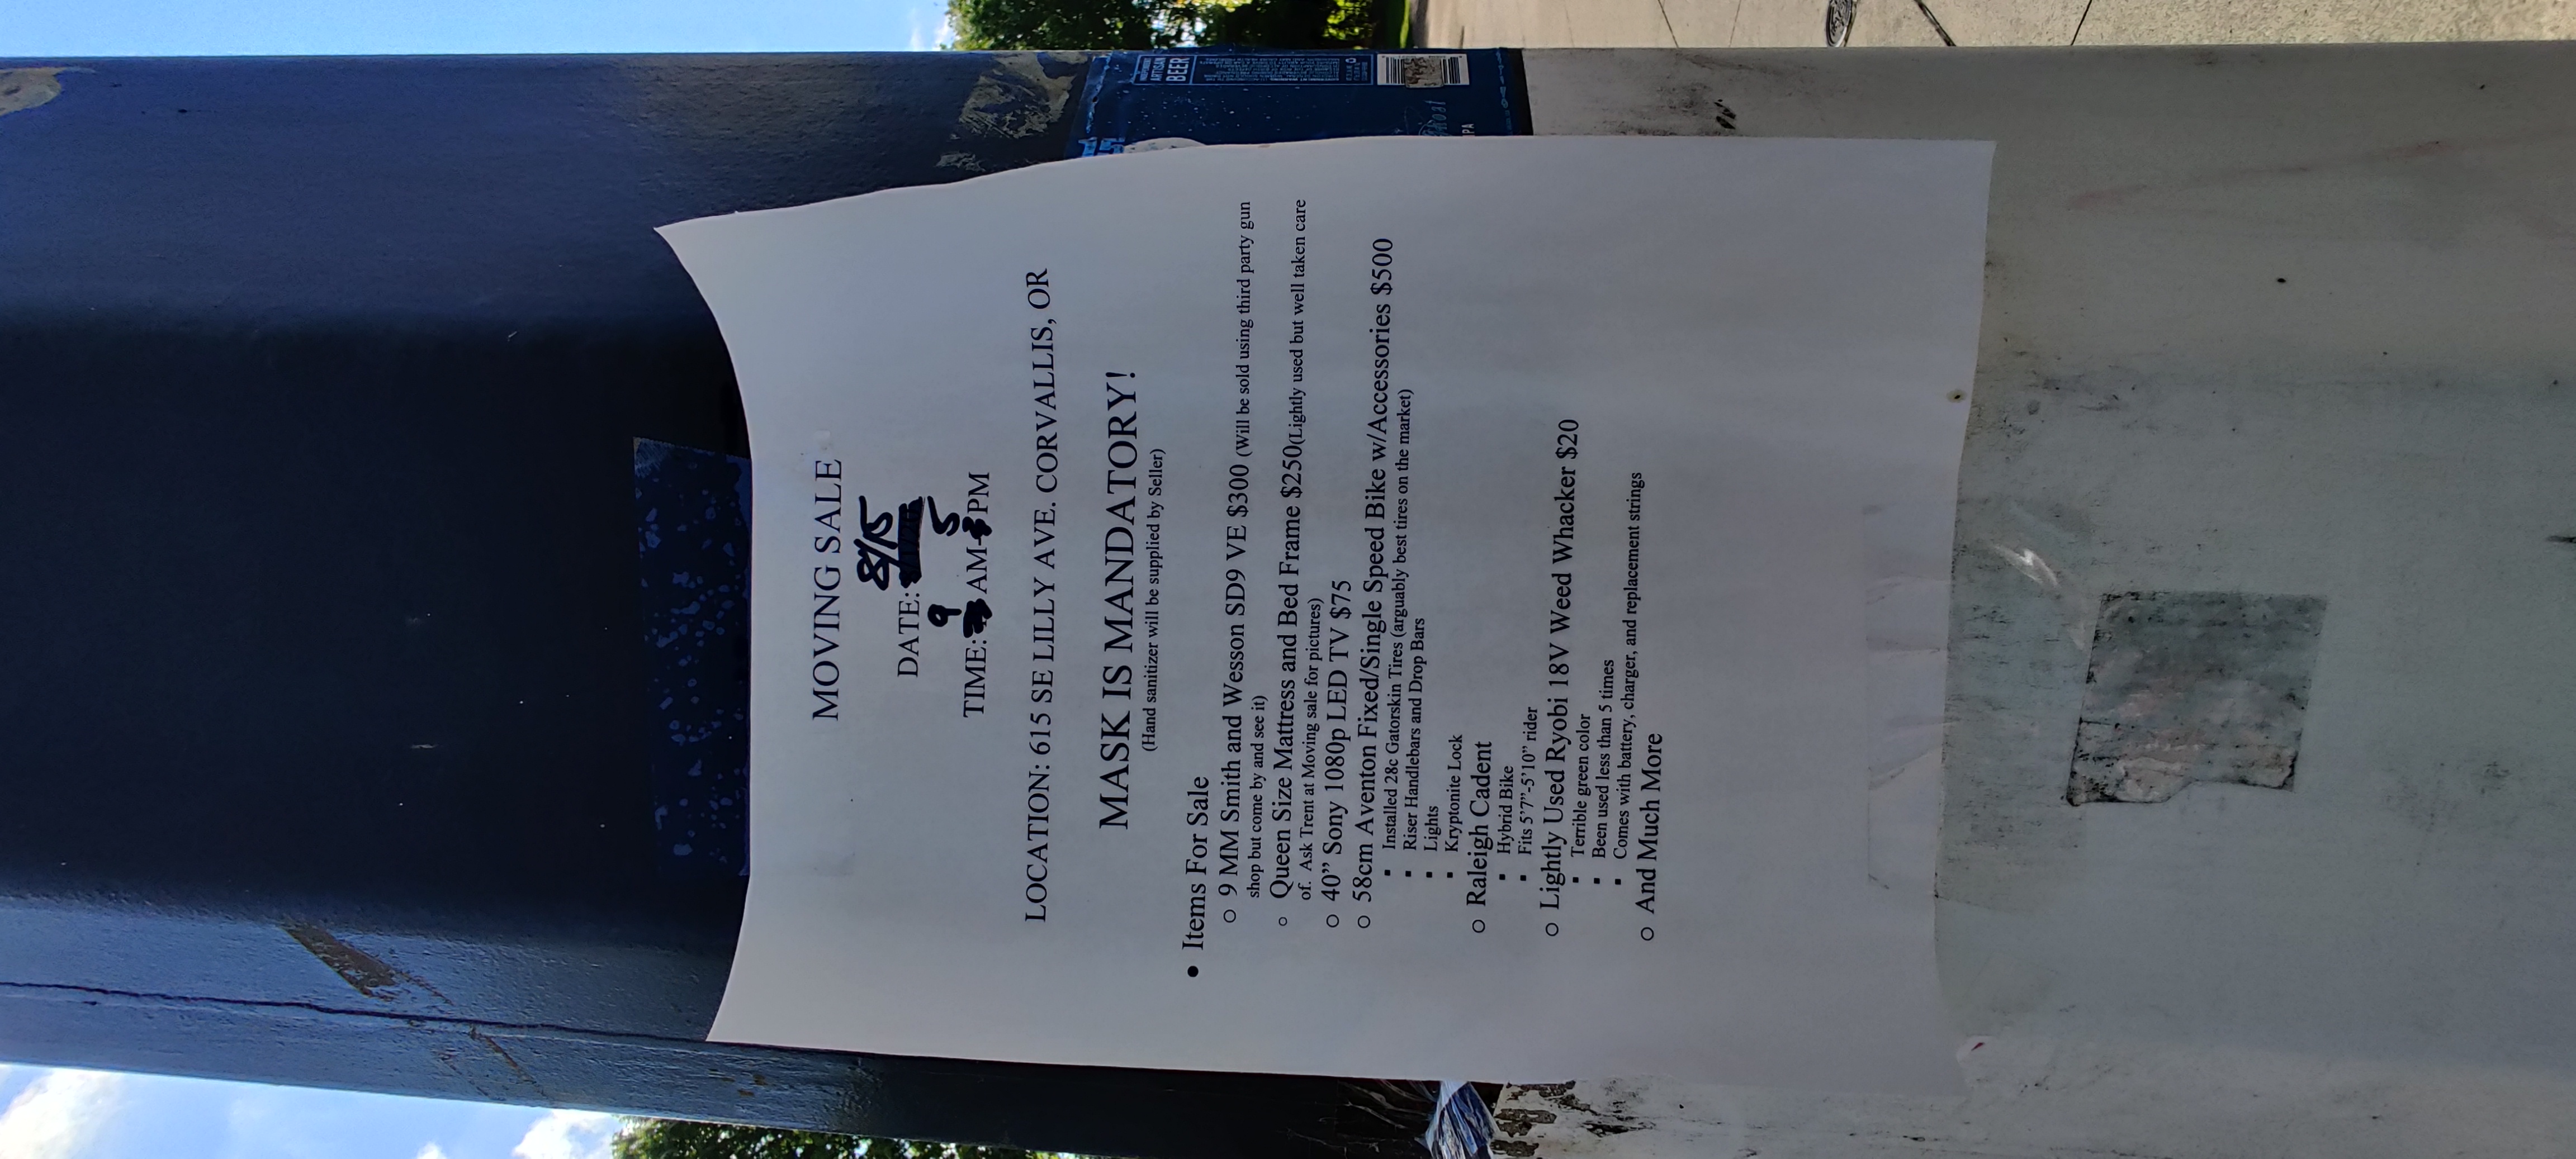 MOVING SALE
8/15
DATE:
9 5
TIME: AM- PM
LOCATION: 615 SE LILLY AVE. CORVALLIS, OR
MASK IS MANDATORY!
(Hand sanitizer will be supplied by Seller)
• Items For Sale
○ 9 MM Smith and Wesson SD9 VE $300 (Will be sold using third party gun
shop but come by and see it)
○ Queen Size Mattress and Bed Frame $250(Lightly used but well taken care
of. Ask Trent at Moving sale for pictures)
○ 40” Sony 1080p LED TV $75
○ 58cm Aventon Fixed/Single Speed Bike w/Accessories $500
▪ Installed 28c Gatorskin Tires (arguably best tires on the market)
▪ Riser Handlebars and Drop Bars
▪ Lights
▪ Kryptonite Lock
○ Raleigh Cadent
▪ Hybrid Bike
▪ Fits 5’7”-5’10” rider
○ Lightly Used Ryobi 18V Weed Whacker $20
▪ Terrible green color
▪ Been used less than 5 times
▪ Comes with battery, charger, and replacement strings
○ And Much More
INDEPENDENT
ARTISAN
BEER
IPA